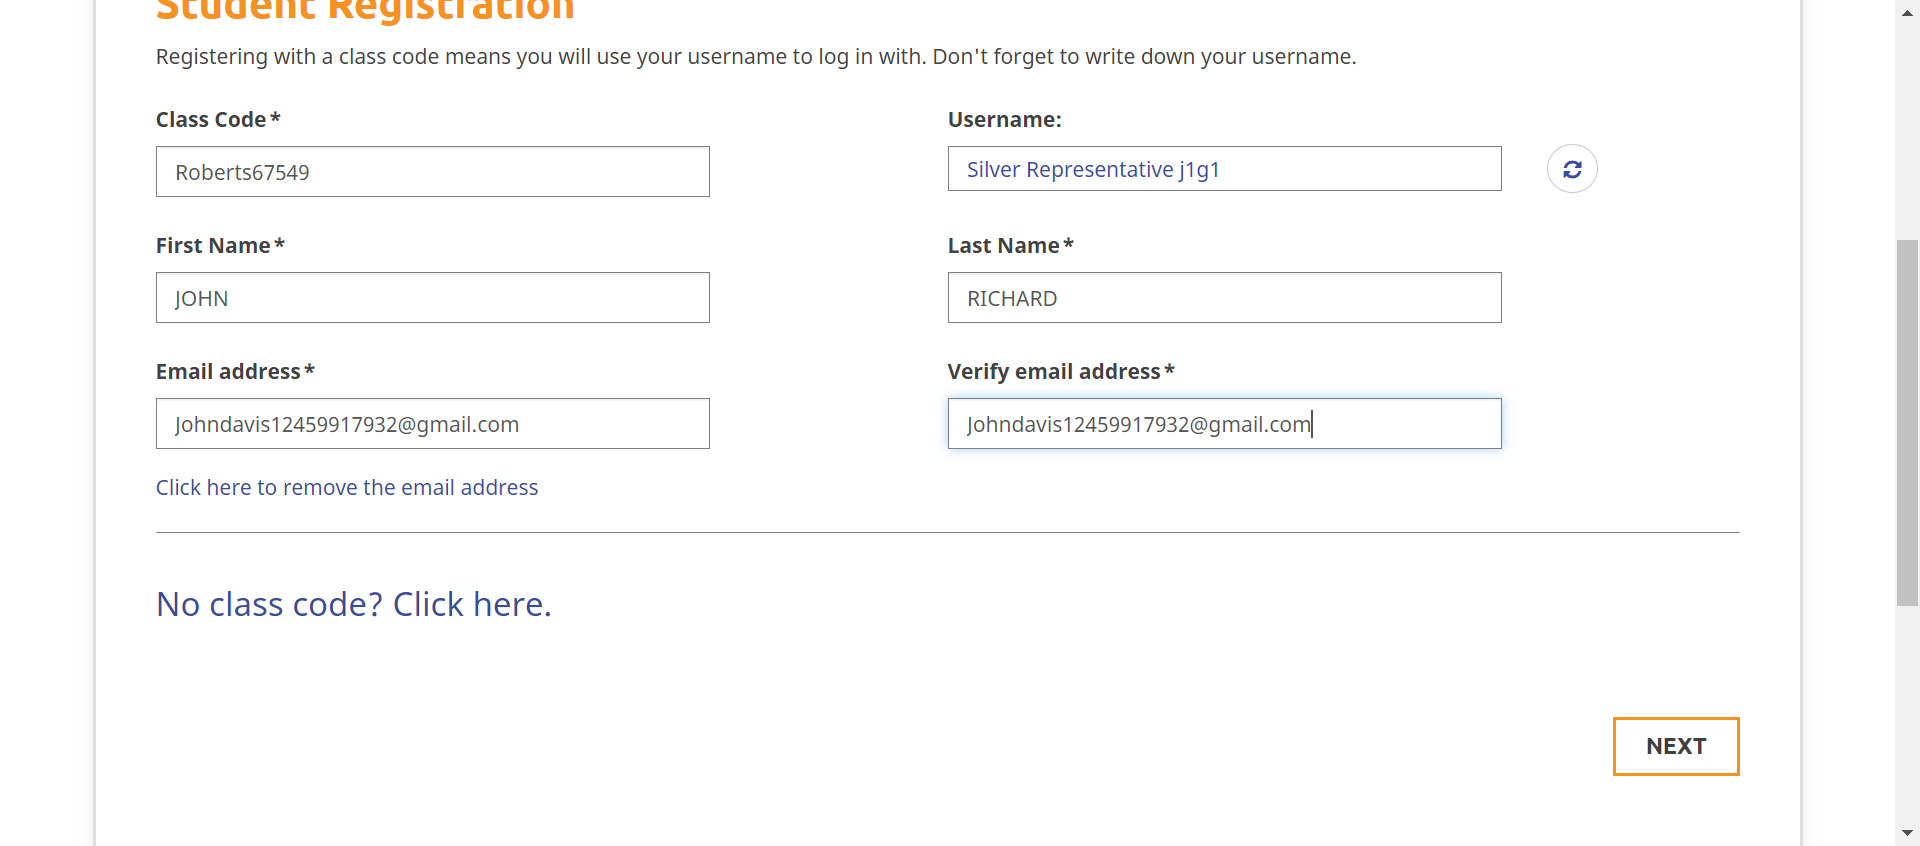 Student Registration
Registering with a class code means you will use your username to log in with. Don't forget to write down your username.
Class Code*
Username:
Roberts67549
Silver Representative j1g1
First Name*
Last Name*
JOHN
RICHARD
Email address*
Verify email address*
Johndavis12459917932@gmail.com
Johndavis12459917932@gmail.com
Click here to remove the email address
No class code? Click here.
NEXT